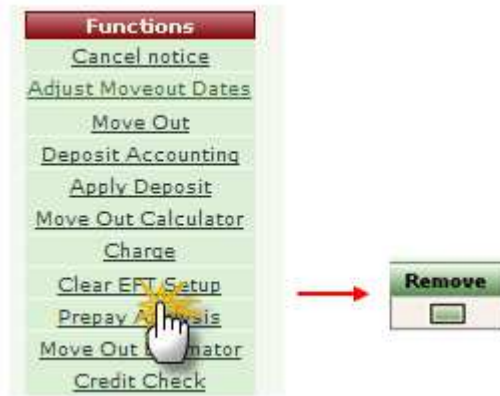 Functions
Cancel notice
Adjust Moveout Dates
Move Out
Deposit Accounting
Apply Deposit
Move Out Calculator
Charge
Clear EFT Setup
Prepay
Move Out
Credit Check
Remove